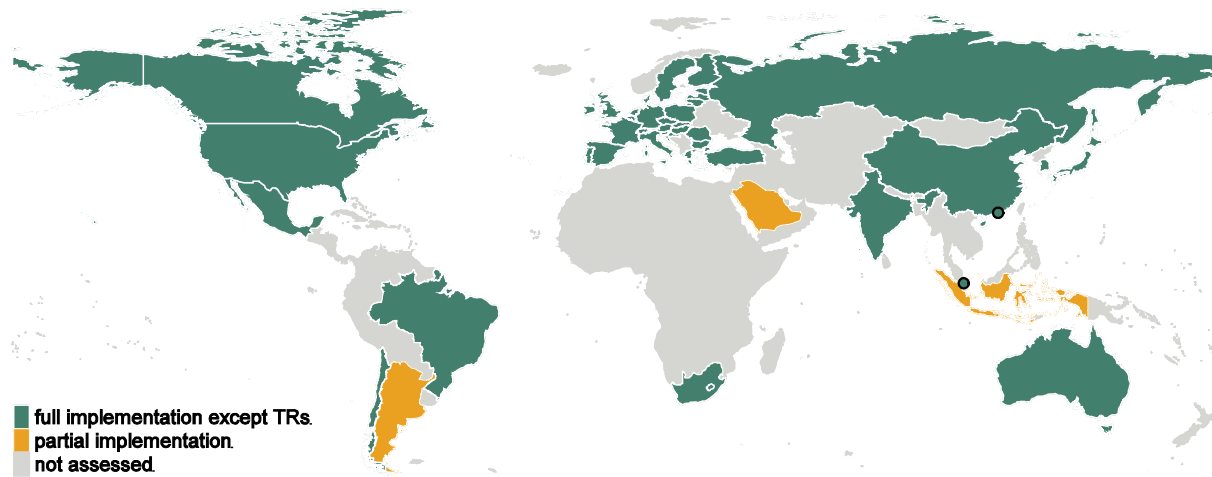 full implementation except TRs.
partial implementation.
not assessed.